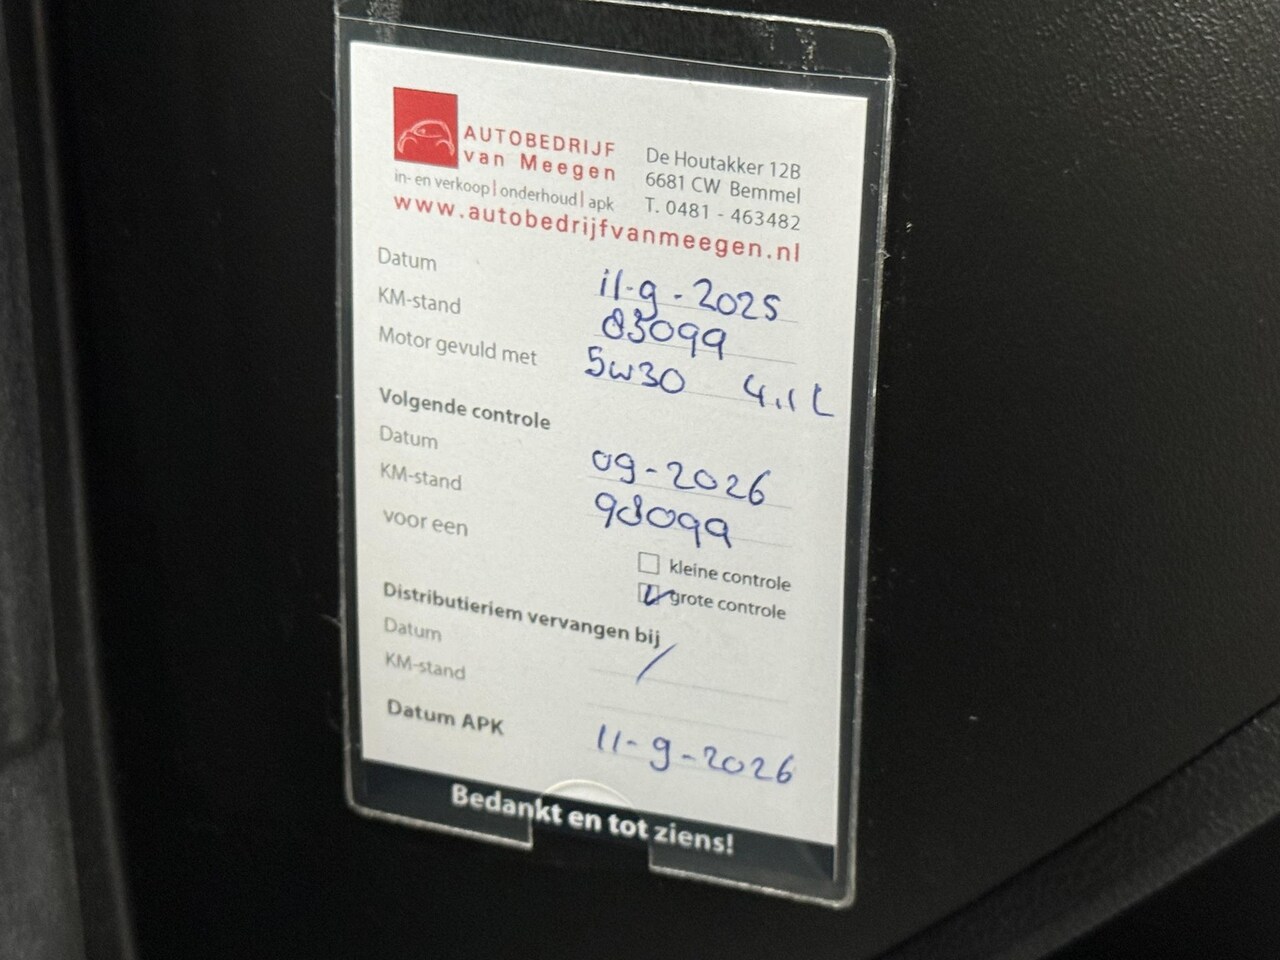 AUTOBEDRIJF
van Meegen
in- en verkoop | onderhoud | apk
De Houtakker 12B
6681 CW Bemmel
T. 0481 - 463482
www.autobedrijfvanmeegen.nl
Datum 11-9-2025
KM-stand 83099
Motor gevuld met 5w30 4.1 L
Volgende controle
Datum 09-2026
KM-stand 98099
voor een
kleine controle
grote controle
Distributieriem vervangen bij
Datum /
KM-stand
Datum APK 11-9-2026
Bedankt en tot ziens!